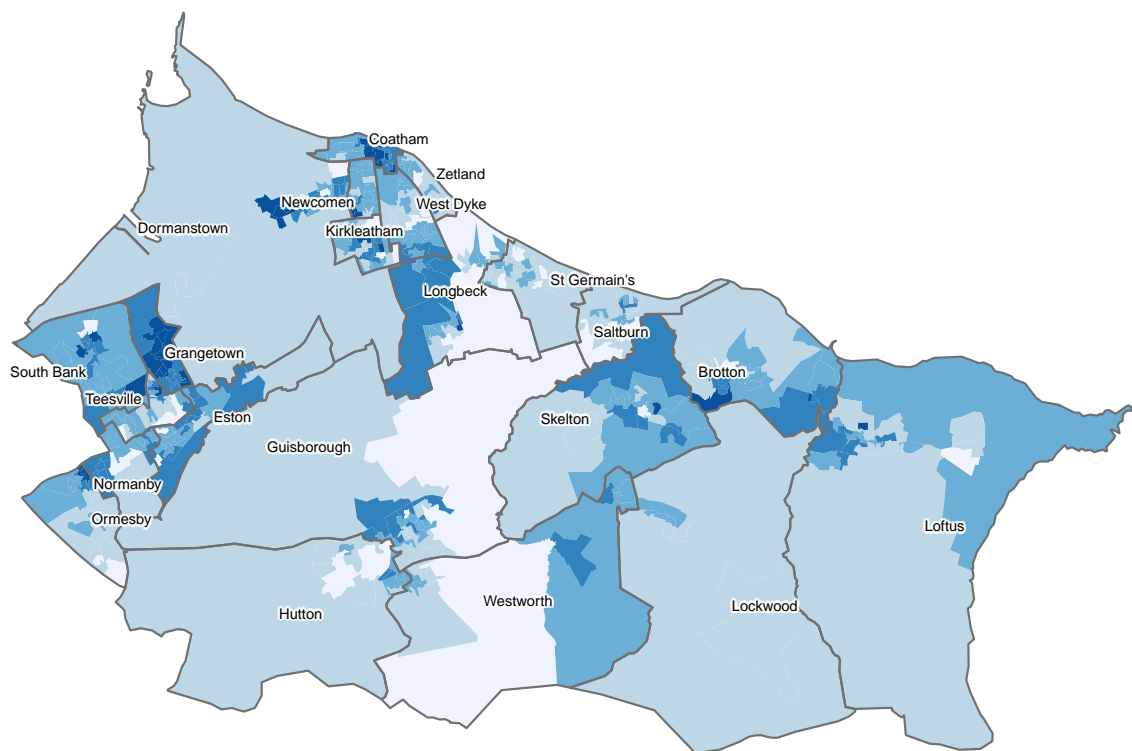 Coatham
Zetland
Newcomen
West Dyke
Dormanstown
Kirkleatham
St Germain's
Longbeck
Saltburn
Grangetown
South Bank
Brotton
Teesville
Eston
Skelton
Guisborough
Normanby
Ormesby
Loftus
Westworth
Lockwood
Hutton